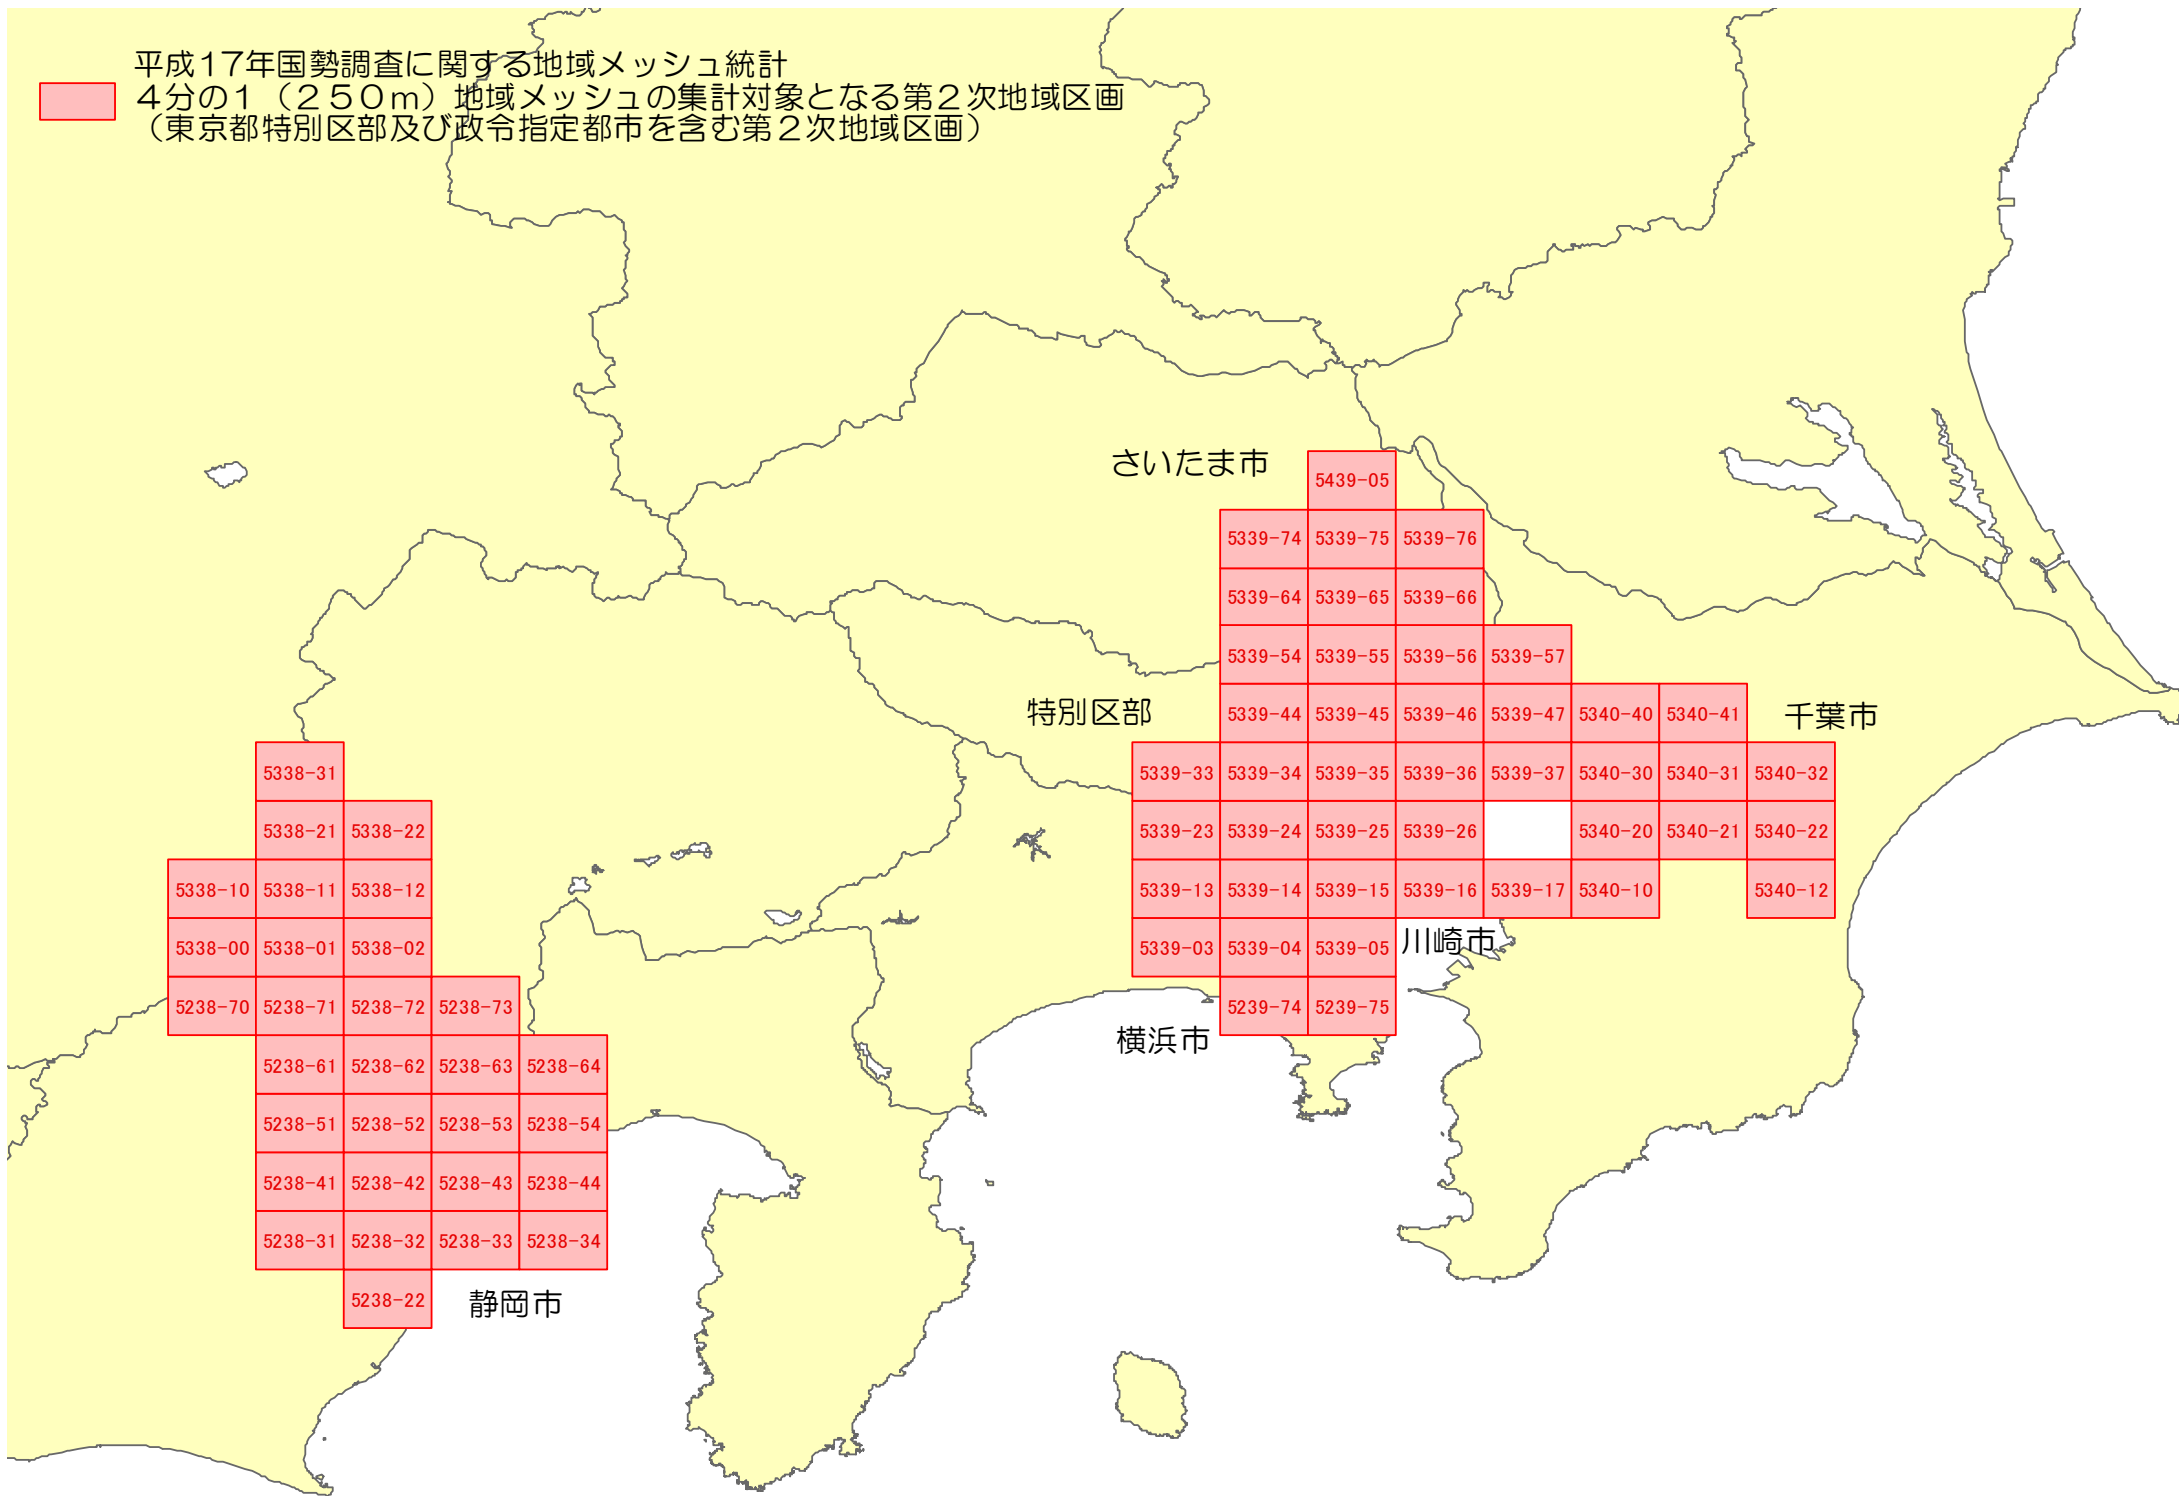 平成17年国勢調査に関する地域メッシュ統計
4分の1（250m）地域メッシュの集計対象となる第2次地域区画
（東京都特別区部及び政令指定都市を含む第2次地域区画）
さいたま市
5439-05
5339-74 5339-75 5339-76
5339-64 5339-65 5339-66
5339-54 5339-55 5339-56 5339-57
特別区部
5339-44 5339-45 5339-46 5339-47 5340-40 5340-41
千葉市
5338-31
5339-33 5339-34 5339-35 5339-36 5339-37 5340-30 5340-31 5340-32
5338-21 5338-22
5339-23 5339-24 5339-25 5339-26 5340-20 5340-21 5340-22
5338-10 5338-11 5338-12
5339-13 5339-14 5339-15 5339-16 5339-17 5340-10 5340-12
5338-00 5338-01 5338-02
5339-03 5339-04 5339-05
川崎市
5238-70 5238-71 5238-72 5238-73
5239-74 5239-75
横浜市
5238-61 5238-62 5238-63 5238-64
5238-51 5238-52 5238-53 5238-54
5238-41 5238-42 5238-43 5238-44
5238-31 5238-32 5238-33 5238-34
5238-22
静岡市